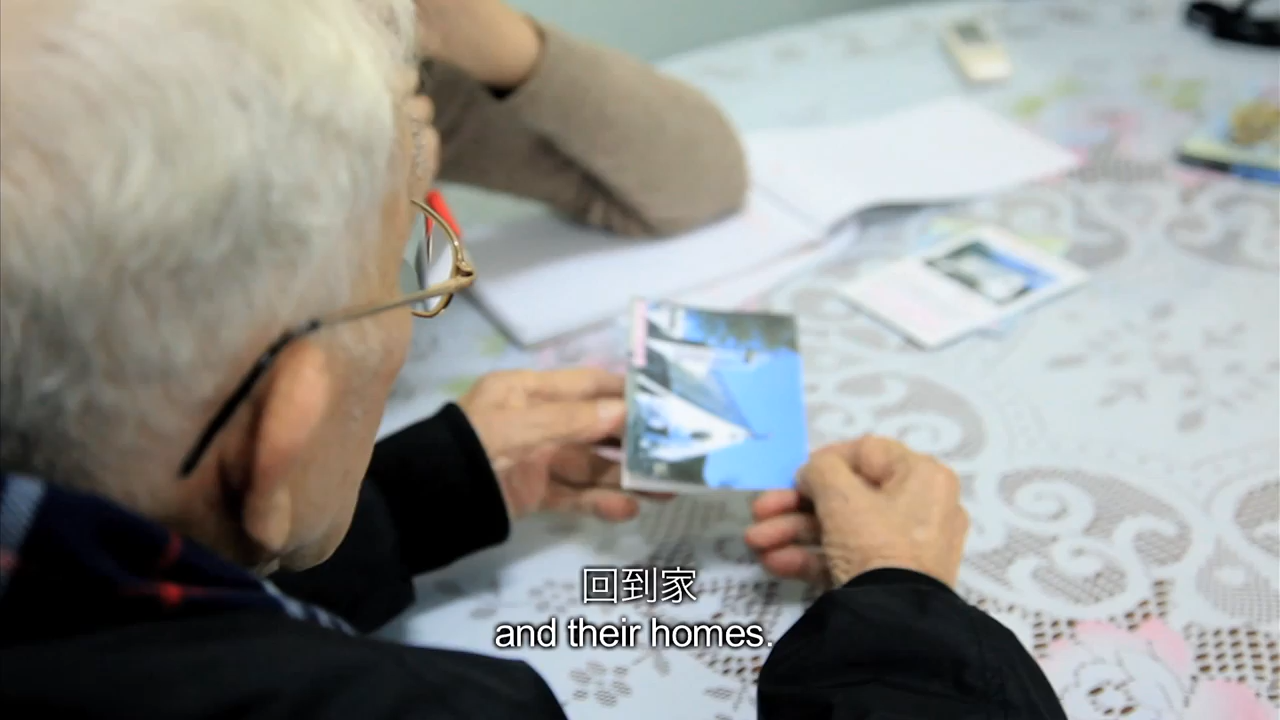 回到家
and their homes.